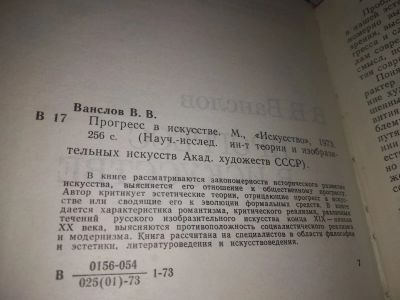 Ванслов В. В.
В 17
Прогресс в искусстве. М., «Искусство», 1973.
256 с. (Науч.-исслед. ин-т теории и изобрази-
тельных искусств Акад. художеств СССР).
В книге рассматриваются закономерности исторического развития
искусства, выясняется его отношение к общественному прогрессу.
Автор критикует эстетические теории, отрицающие прогресс в искус-
стве или сводящие его к эволюции формальных средств. В книге
дается характеристика романтизма, критического реализма, различных
течений русского изобразительного искусства конца XIX — начала
XX века, выясняются противоположность социалистического реализма
и модернизма. Книга рассчитана на специалистов в области философии
и эстетики, литературоведения и искусствоведения.
В 0156-054
025(01)-73 1-73
7